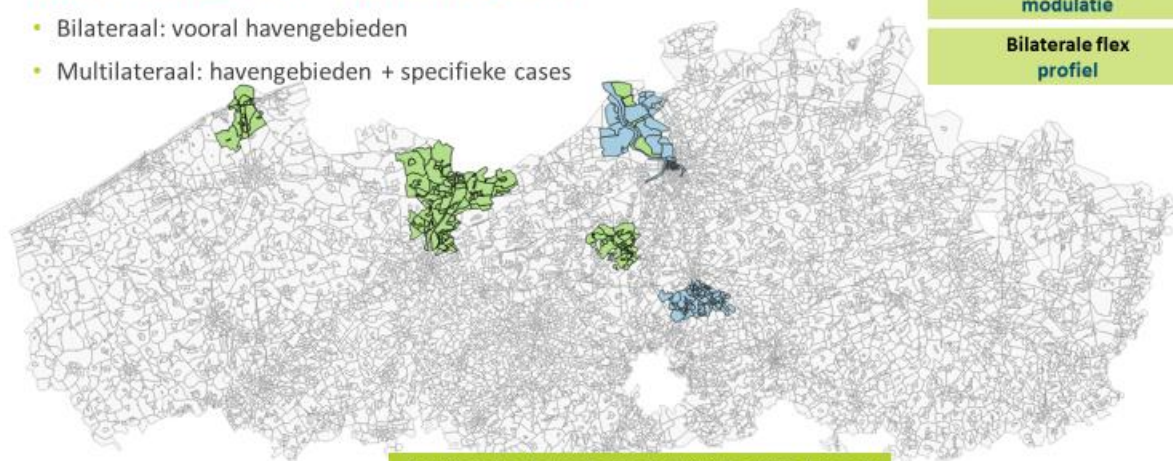 modulatie
• Bilateraal: vooral havengebieden
Bilaterale flex
profiel
• Multilateraal: havengebieden + specifieke cases